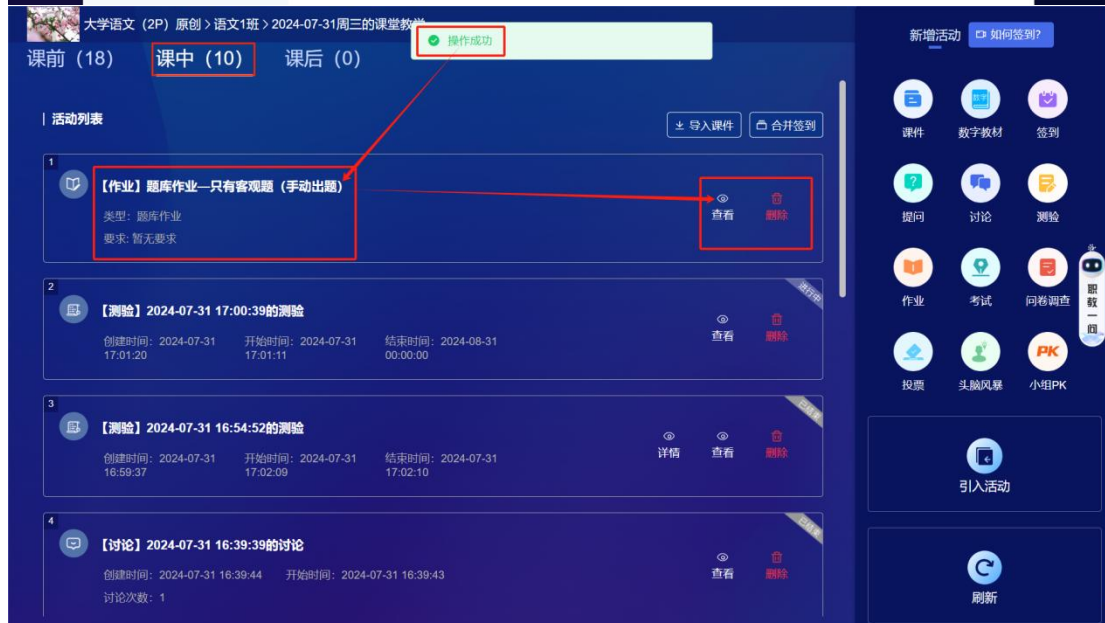 大学语文（2P）原创 > 语文1班 > 2024-07-31周三的课堂教学
操作成功
课前（18）
课中（10）
课后（0）
活动列表
导入课件
合并签到
1
【作业】题库作业—只有客观题（手动出题）
类型：题库作业
要求: 暂无要求
查看
删除
2
【测验】2024-07-31 17:00:39的测验
创建时间：2024-07-31 17:01:20
开始时间：2024-07-31 17:01:11
结束时间：2024-08-31 00:00:00
查看
删除
进行中
3
【测验】2024-07-31 16:54:52的测验
创建时间：2024-07-31 16:59:37
开始时间：2024-07-31 17:02:09
结束时间：2024-07-31 17:02:10
详情
查看
删除
已结束
4
【讨论】2024-07-31 16:39:39的讨论
创建时间：2024-07-31 16:39:44
开始时间：2024-07-31 16:39:43
讨论次数：1
查看
删除
已结束
新增活动
如何签到?
课件
数字教材
签到
提问
讨论
测验
作业
考试
问卷调查
投票
头脑风暴
PK
小组PK
职教一问
引入活动
刷新